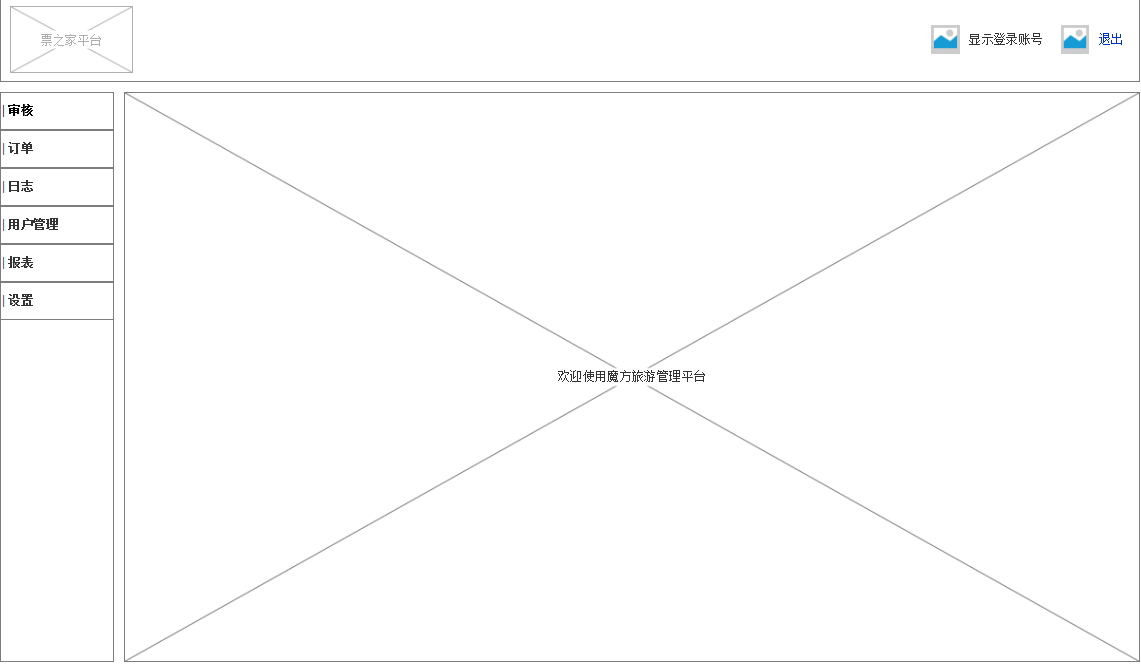 票之家平台
显示登录账号
退出
审核
订单
日志
用户管理
报表
设置
欢迎使用魔方旅游管理平台